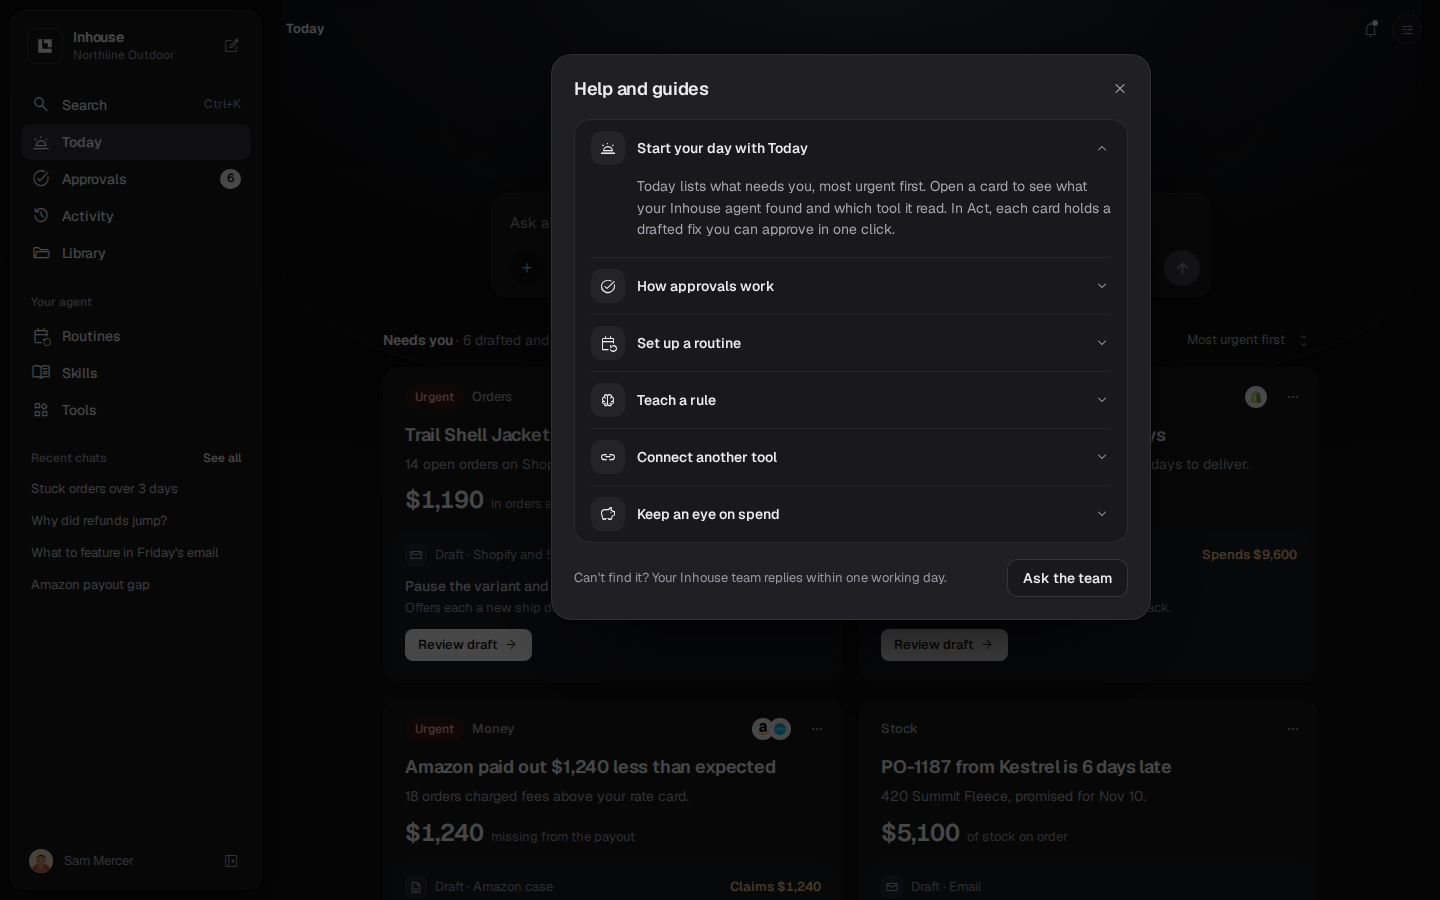 Inhouse
Northline Outdoor
Search
Ctrl+K
Today
Approvals
6
Activity
Library
Your agent
Routines
Skills
Tools
Recent chats
See all
Stuck orders over 3 days
Why did refunds jump?
What to feature in Friday's email
Amazon payout gap
Sam Mercer
Today
Help and guides
Start your day with Today
Today lists what needs you, most urgent first. Open a card to see what
your Inhouse agent found and which tool it read. In Act, each card holds a
drafted fix you can approve in one click.
How approvals work
Set up a routine
Teach a rule
Connect another tool
Keep an eye on spend
Can't find it? Your Inhouse team replies within one working day.
Ask the team
Needs you · 6 drafted and
Most urgent first
Urgent
Orders
Trail Shell Jacket
14 open orders on
$1,190
in orders
Draft · Shopify and
Pause the variant and
Offers each a new ship
Review draft
days to deliver.
Spends $9,600
Review draft
Urgent
Money
Amazon paid out $1,240 less than expected
18 orders charged fees above your rate card.
$1,240 missing from the payout
Draft · Amazon case
Claims $1,240
Stock
PO-1187 from Kestrel is 6 days late
420 Summit Fleece, promised for Nov 10.
$5,100 of stock on order
Draft · Email